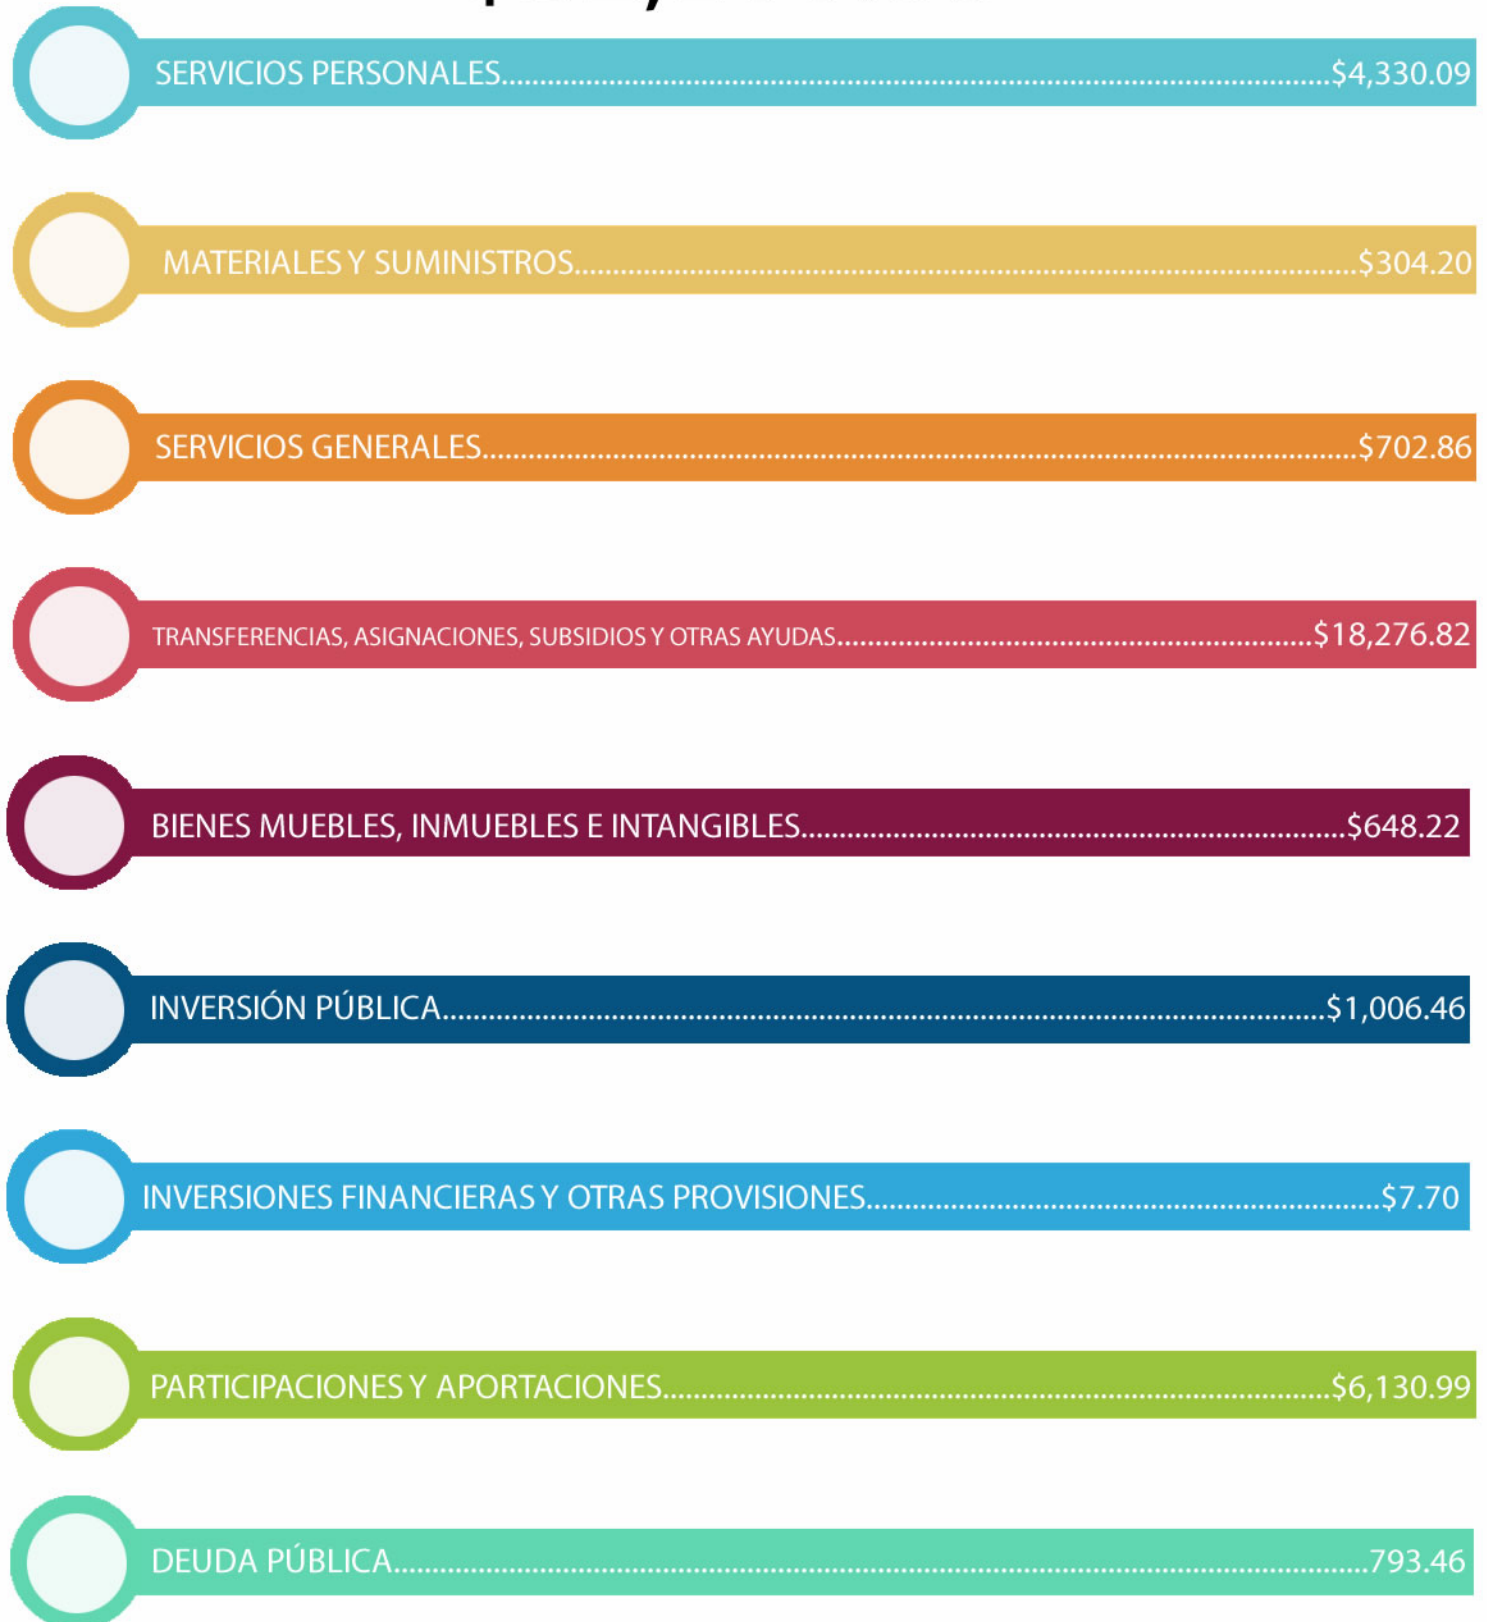 SERVICIOS PERSONALES............................................................................................................$4,330.09
MATERIALES Y SUMINISTROS......................................................................................................$304.20
SERVICIOS GENERALES..................................................................................................................$702.86
TRANSFERENCIAS, ASIGNACIONES, SUBSIDIOS Y OTRAS AYUDAS..............................................................$18,276.82
BIENES MUEBLES, INMUEBLES E INTANGIBLES.......................................................................$648.22
INVERSIÓN PÚBLICA...................................................................................................................$1,006.46
INVERSIONES FINANCIERAS Y OTRAS PROVISIONES...................................................................$7.70
PARTICIPACIONES Y APORTACIONES.......................................................................................$6,130.99
DEUDA PÚBLICA...............................................................................................................................793.46